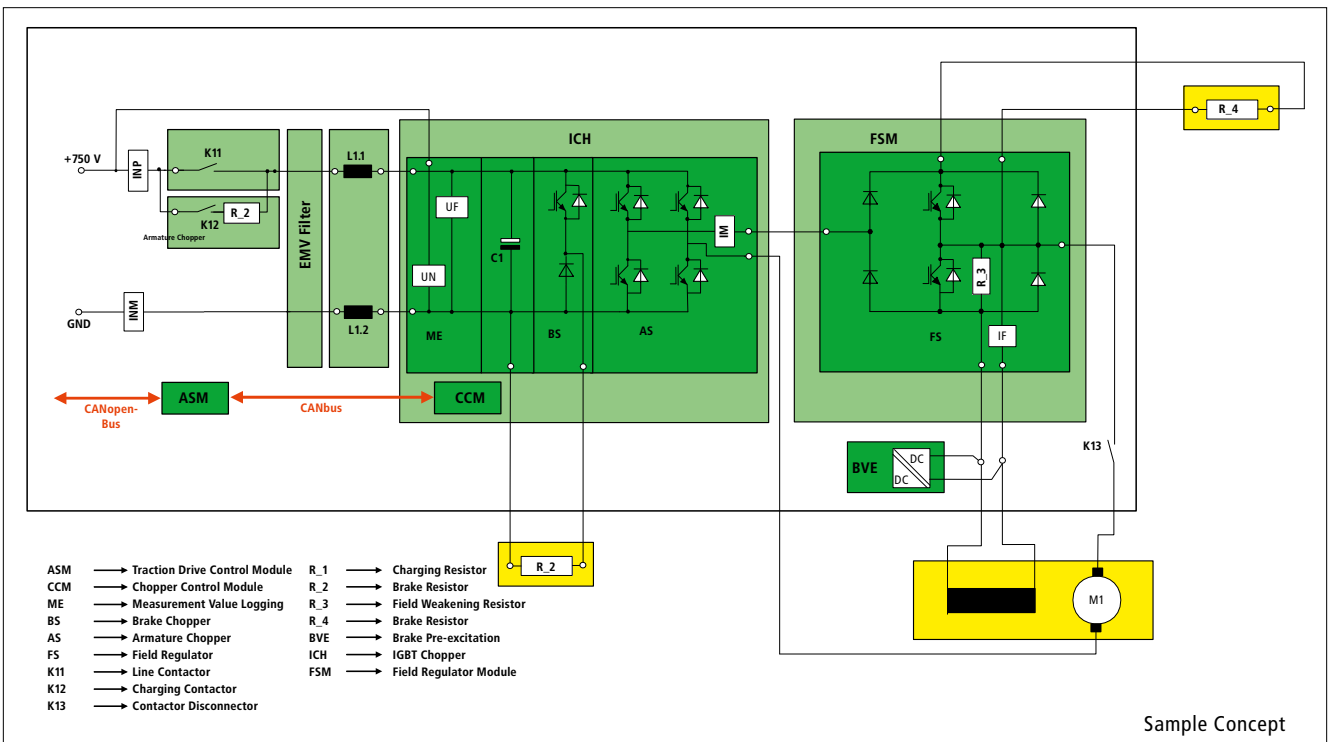 ICH
FSM
R_4
+750 V
INP
K11
L1.1
K12
R_2
Armature Chopper
EMV Filter
UF
UN
C1
IM
R_3
INM
GND
L1.2
ME
BS
AS
FS
IF
ASM
CCM
CANopen-
Bus
CANbus
BVE
DC
DC
K13
R_2
M1
ASM Traction Drive Control Module
CCM Chopper Control Module
ME Measurement Value Logging
BS Brake Chopper
AS Armature Chopper
FS Field Regulator
K11 Line Contactor
K12 Charging Contactor
K13 Contactor Disconnector
R_1 Charging Resistor
R_2 Brake Resistor
R_3 Field Weakening Resistor
R_4 Brake Resistor
BVE Brake Pre-excitation
ICH IGBT Chopper
FSM Field Regulator Module
Sample Concept